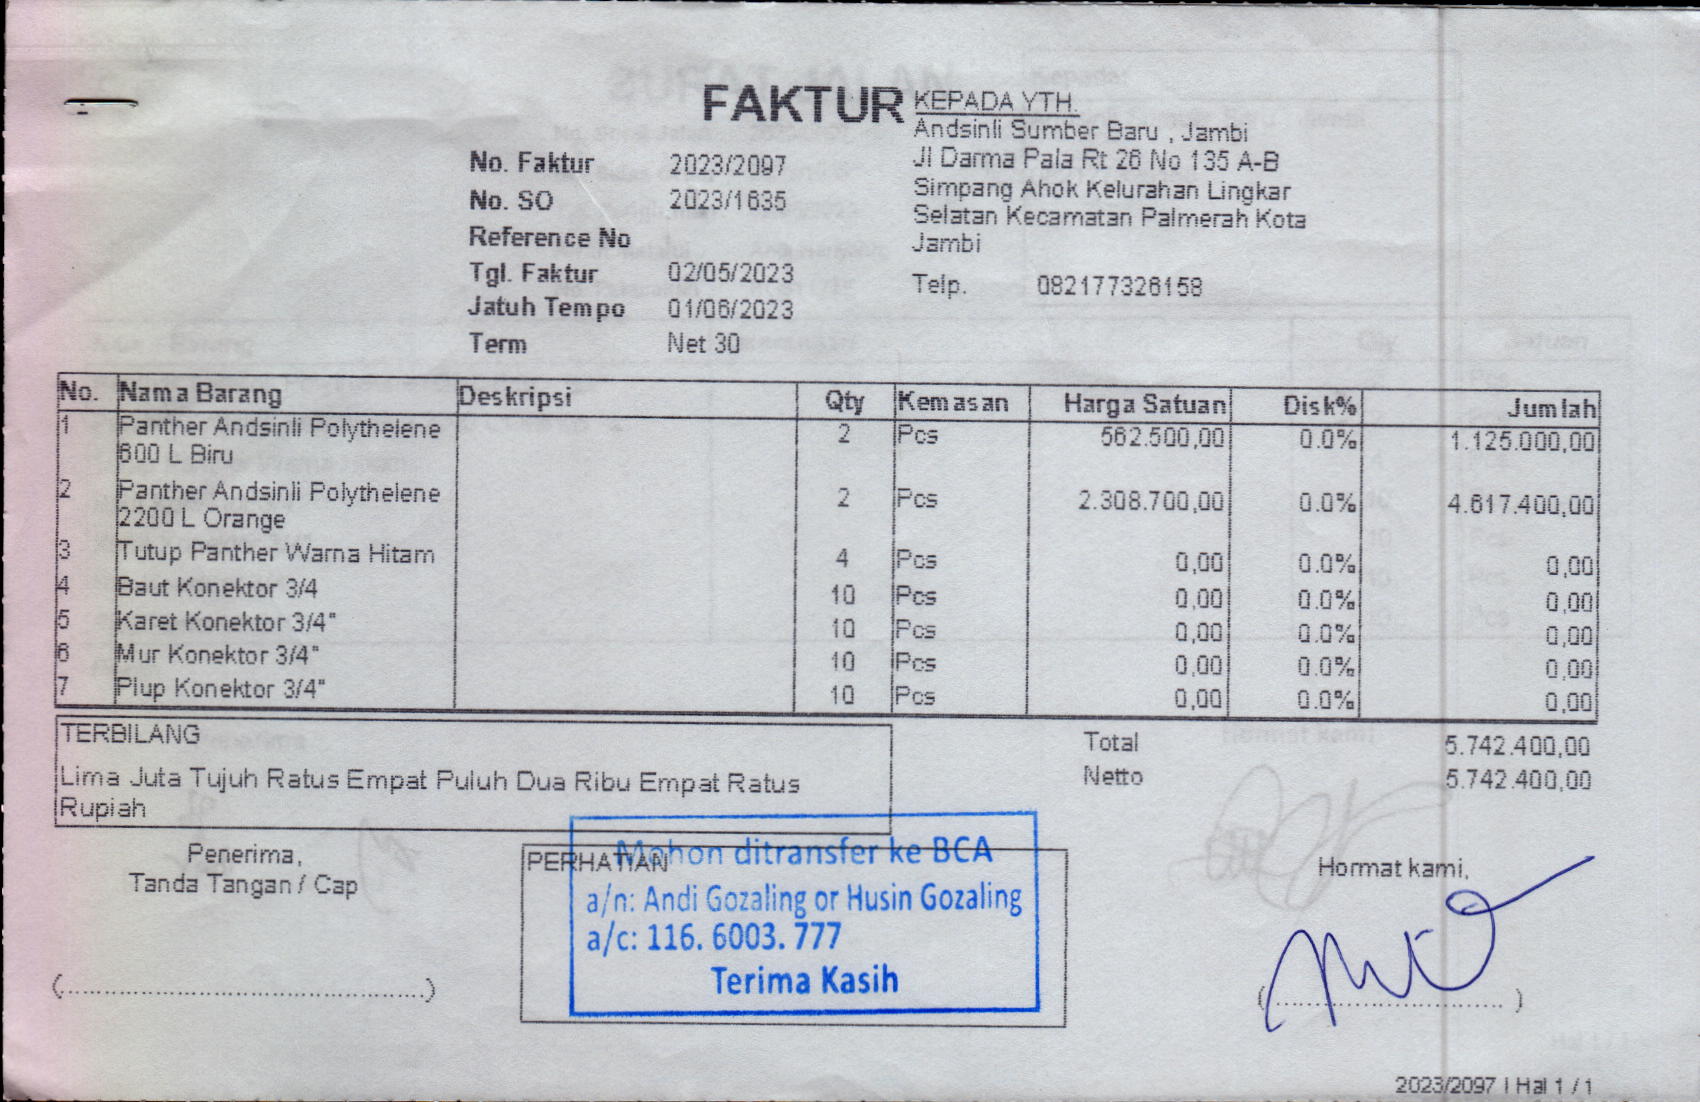 FAKTUR
KEPADA YTH.
Andsinli Sumber Baru , Jambi
Jl Darma Pala Rt 26 No 135 A-B
Simpang Ahok Kelurahan Lingkar
Selatan Kecamatan Palmerah Kota
Jambi
Telp. 082177326158
No. Faktur 2023/2097
No. SO 2023/1635
Reference No
Tgl. Faktur 02/05/2023
Jatuh Tempo 01/06/2023
Term Net 30
No. Nama Barang Deskripsi Qty Kemasan Harga Satuan Disk% Jumlah
1 Panther Andsinli Polythelene 2 Pcs 562.500,00 0.0% 1.125.000,00
600 L Biru
2 Panther Andsinli Polythelene 2 Pcs 2.308.700,00 0.0% 4.617.400,00
2200 L Orange
3 Tutup Panther Warna Hitam 4 Pcs 0,00 0.0% 0,00
4 Baut Konektor 3/4 10 Pcs 0,00 0.0% 0,00
5 Karet Konektor 3/4" 10 Pcs 0,00 0.0% 0,00
6 Mur Konektor 3/4" 10 Pcs 0,00 0.0% 0,00
7 Plup Konektor 3/4" 10 Pcs 0,00 0.0% 0,00
TERBILANG
Lima Juta Tujuh Ratus Empat Puluh Dua Ribu Empat Ratus
Rupiah
Total 5.742.400,00
Netto 5.742.400,00
Penerima,
Tanda Tangan / Cap
PERHATIAN
Mohon ditransfer ke BCA
a/n: Andi Gozaling or Husin Gozaling
a/c: 116. 6003. 777
Terima Kasih
Hormat kami,
2023/2097 | Hal 1 / 1